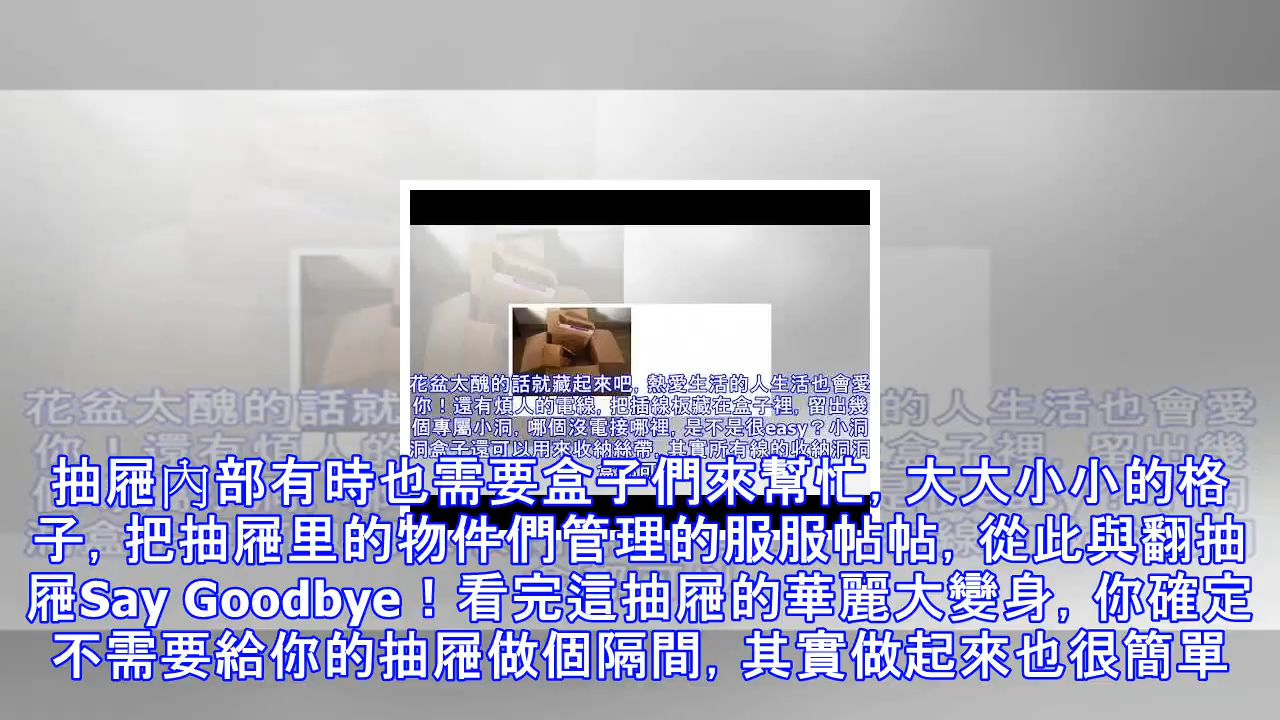 花盆太醜的話就藏起來吧, 熱愛生活的人生活也會愛
你！還有煩人的電線, 把插線板藏在盒子裡, 留出幾
個專屬小洞, 哪個沒電接哪裡, 是不是很easy？小洞
洞盒子還可以用來收納絲帶, 其實所有線的收納洞洞
抽屜內部有時也需要盒子們來幫忙, 大大小小的格
子, 把抽屜里的物件們管理的服服帖帖, 從此與翻抽
屜Say Goodbye！看完這抽屜的華麗大變身, 你確定
不需要給你的抽屜做個隔間, 其實做起來也很簡單